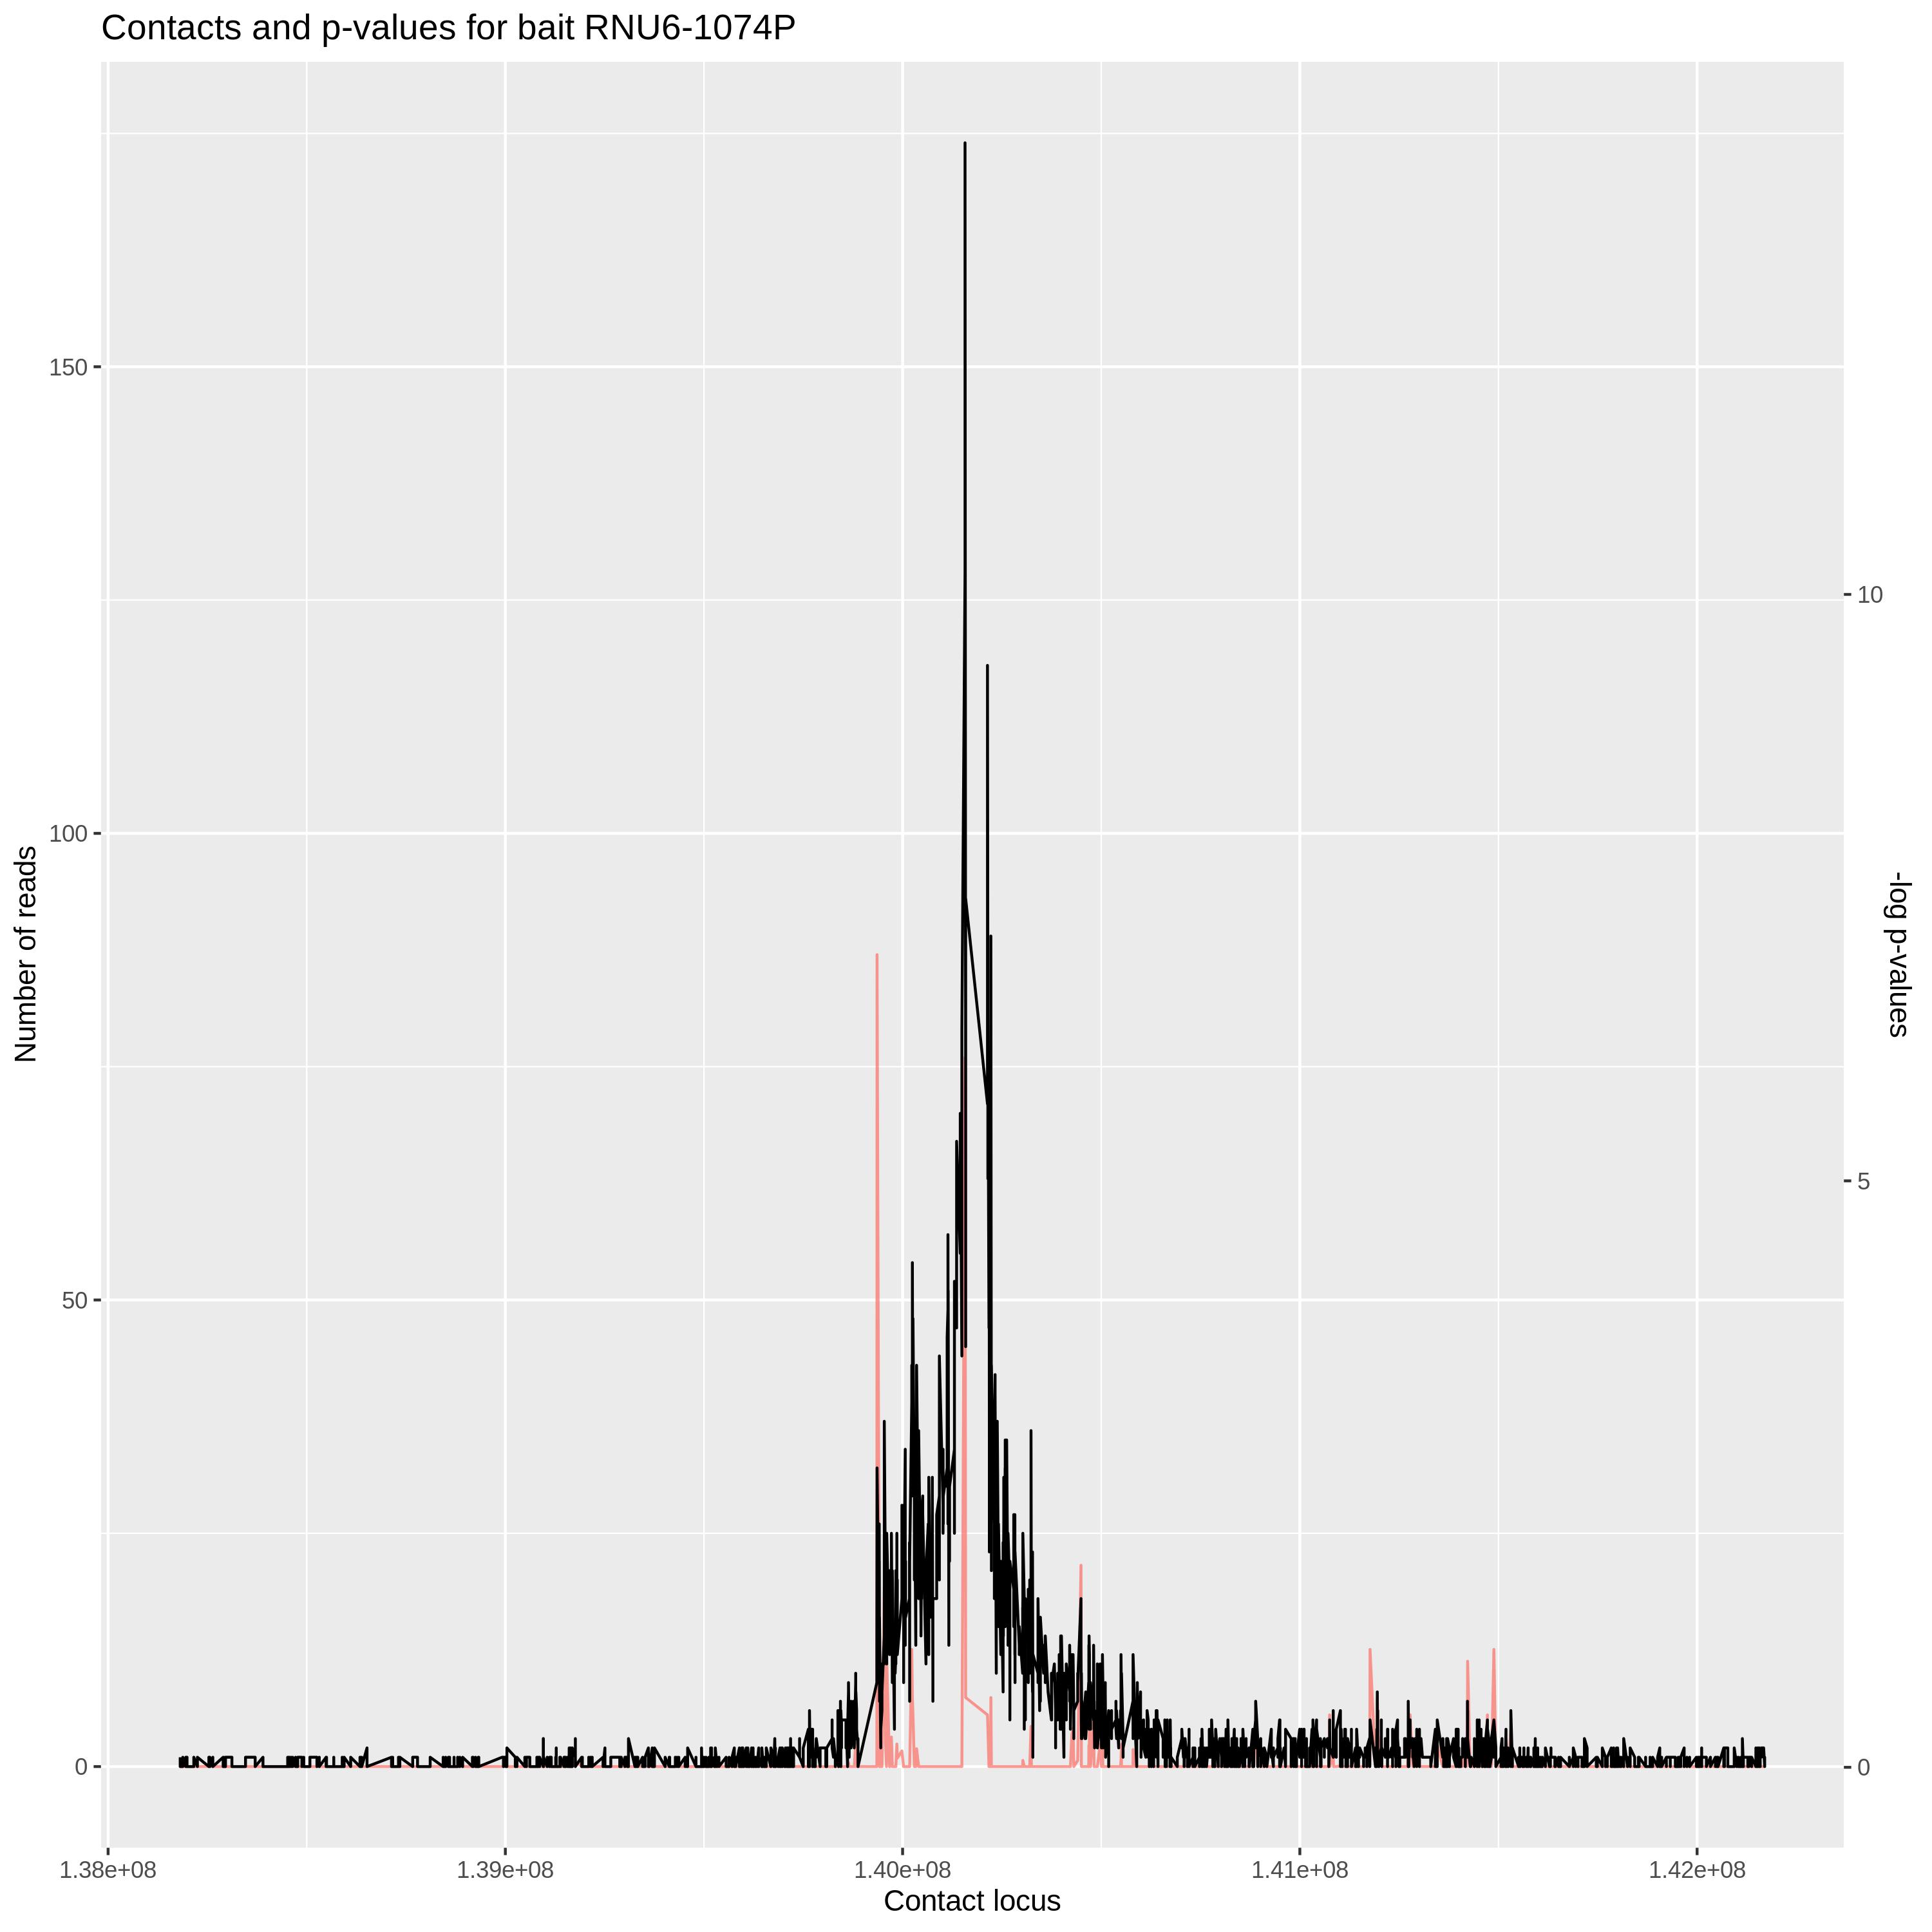 Contacts and p-values for bait RNU6-1074P
150
100
50
0
10
5
0
Number of reads
-log p-values
1.38e+08
1.39e+08
1.40e+08
1.41e+08
1.42e+08
Contact locus